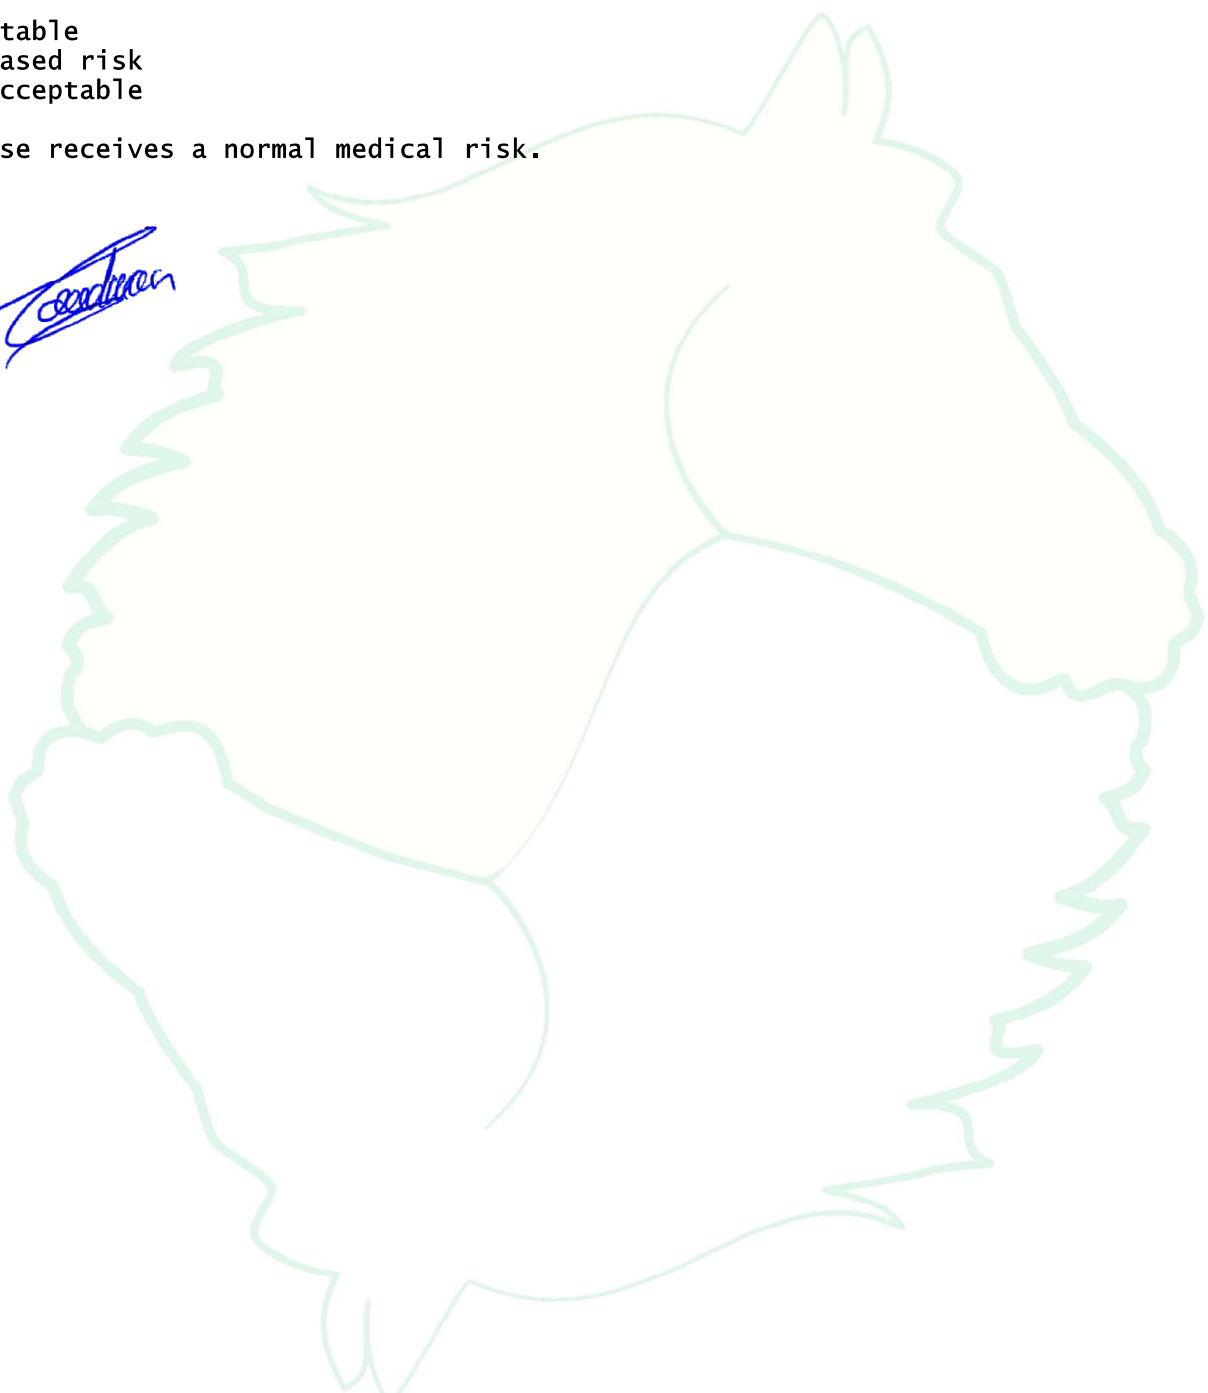 table
ased risk
cceptable
se receives a normal medical risk.